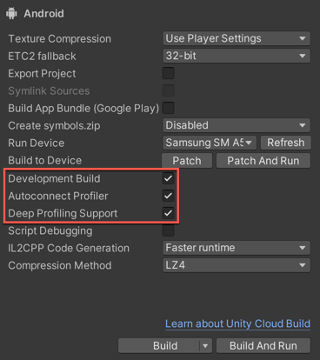 Android
Texture Compression Use Player Settings
ETC2 fallback 32-bit
Export Project
Symlink Sources
Build App Bundle (Google Play)
Create symbols.zip Disabled
Run Device Samsung SM A5 Refresh
Build to Device Patch Patch And Run
Development Build
Autoconnect Profiler
Deep Profiling Support
Script Debugging
IL2CPP Code Generation Faster runtime
Compression Method LZ4
Learn about Unity Cloud Build
Build Build And Run